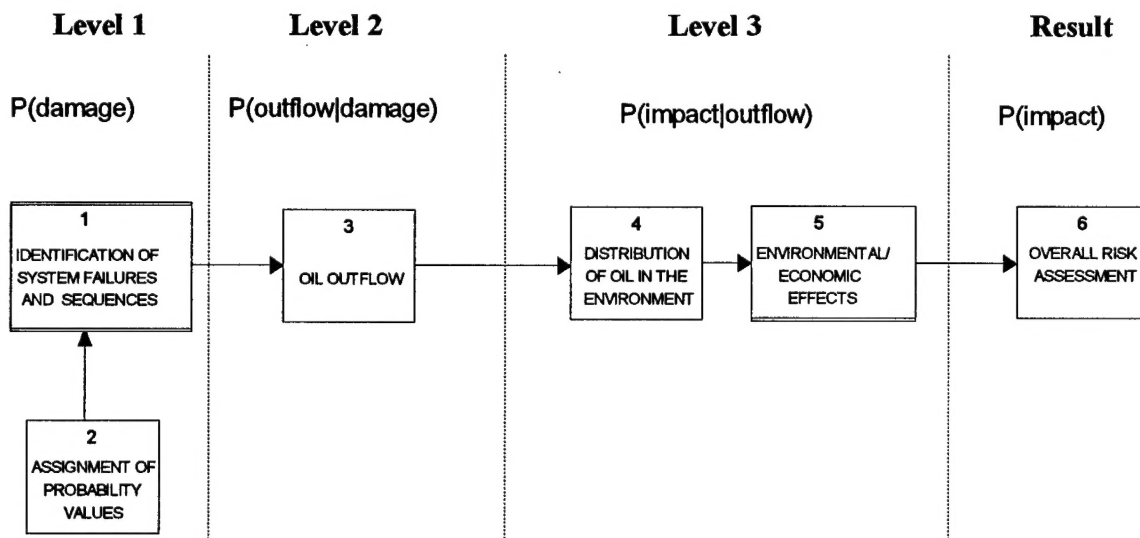 Level 1
Level 2
Level 3
Result
P(damage)
P(outflow|damage)
P(impact|outflow)
P(impact)
1
IDENTIFICATION OF
SYSTEM FAILURES
AND SEQUENCES
2
ASSIGNMENT OF
PROBABILITY
VALUES
3
OIL OUTFLOW
4
DISTRIBUTION
OF OIL IN THE
ENVIRONMENT
5
ENVIRONMENTAL/
ECONOMIC
EFFECTS
6
OVERALL RISK
ASSESSMENT